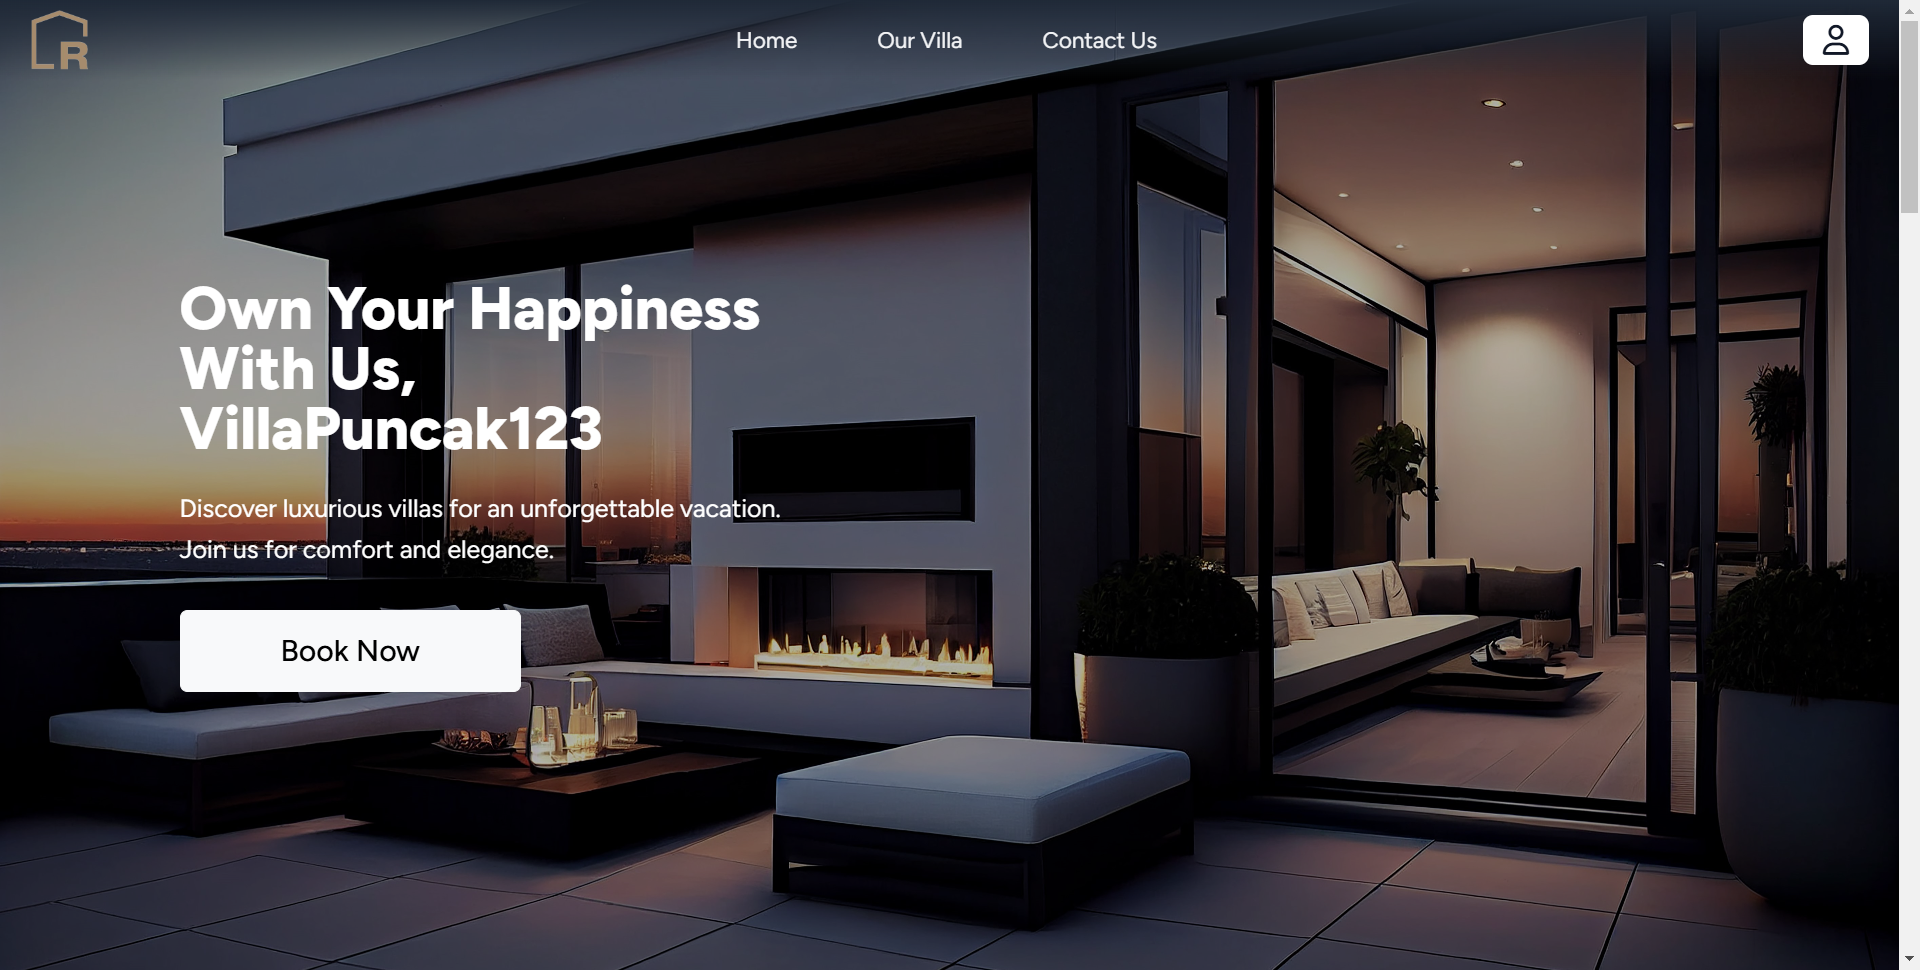 R
Home
Our Villa
Contact Us
Own Your Happiness
With Us,
VillaPuncak123
Discover luxurious villas for an unforgettable vacation.
Join us for comfort and elegance.
Book Now